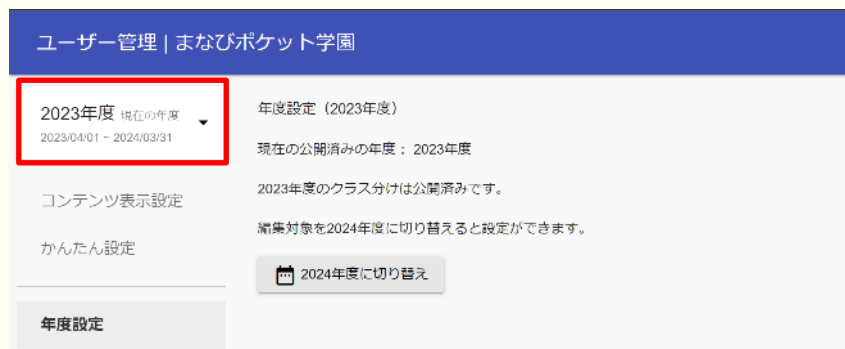 ユーザー管理 | まなびポケット学園
2023年度 現在の年度
2023/04/01 ~ 2024/03/31
コンテンツ表示設定
かんたん設定
年度設定
年度設定（2023年度）
現在の公開済みの年度： 2023年度
2023年度のクラス分けは公開済みです。
編集対象を2024年度に切り替えると設定ができます。
2024年度に切り替え